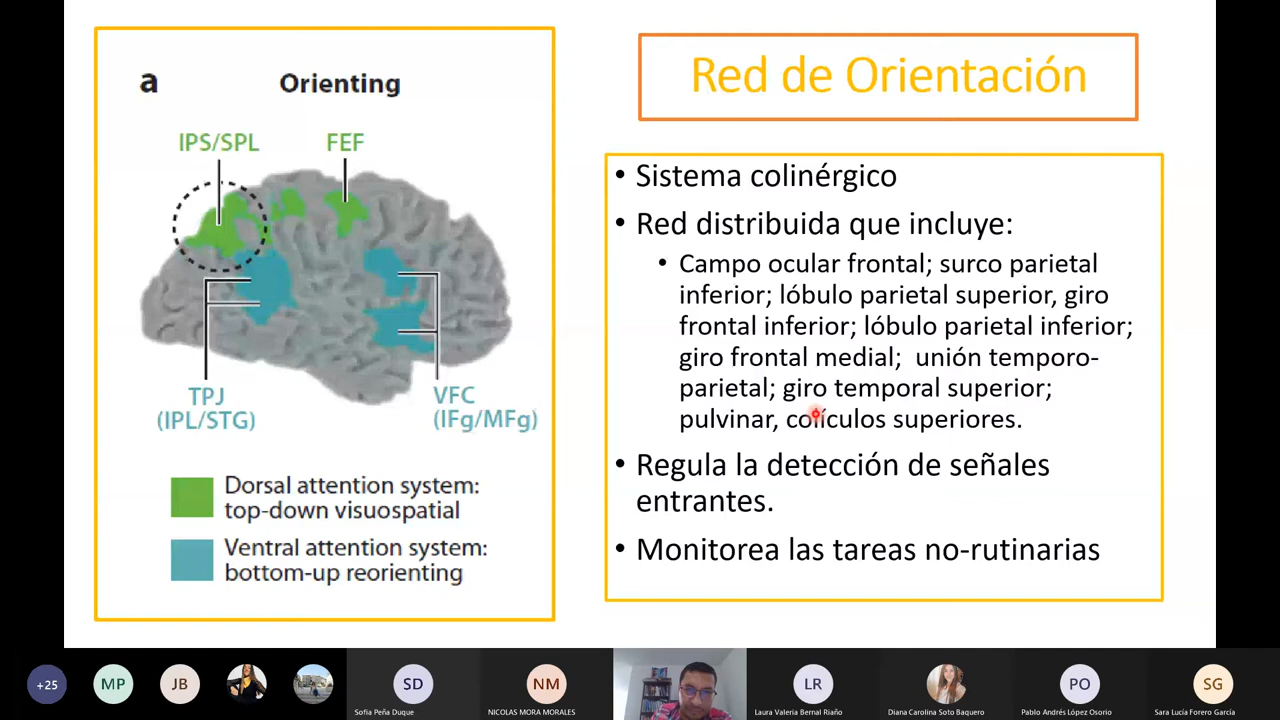 a
Orienting
IPS/SPL
FEF
TPJ
(IPL/STG)
VFC
(IFg/MFg)
Dorsal attention system:
top-down visuospatial
Ventral attention system:
bottom-up reorienting
Red de Orientación
• Sistema colinérgico
• Red distribuida que incluye:
• Campo ocular frontal; surco parietal
inferior; lóbulo parietal superior, giro
frontal inferior; lóbulo parietal inferior;
giro frontal medial; unión temporo-
parietal; giro temporal superior;
pulvinar, colículos superiores.
• Regula la detección de señales
entrantes.
• Monitorea las tareas no-rutinarias
+25
MP
JB
SD
Sofia Peña Duque
NM
NICOLAS MORA MORALES
LR
Laura Valeria Bernal Riaño
Diana Carolina Soto Baquero
PO
Pablo Andrés López Osorio
SG
Sara Lucía Forero García